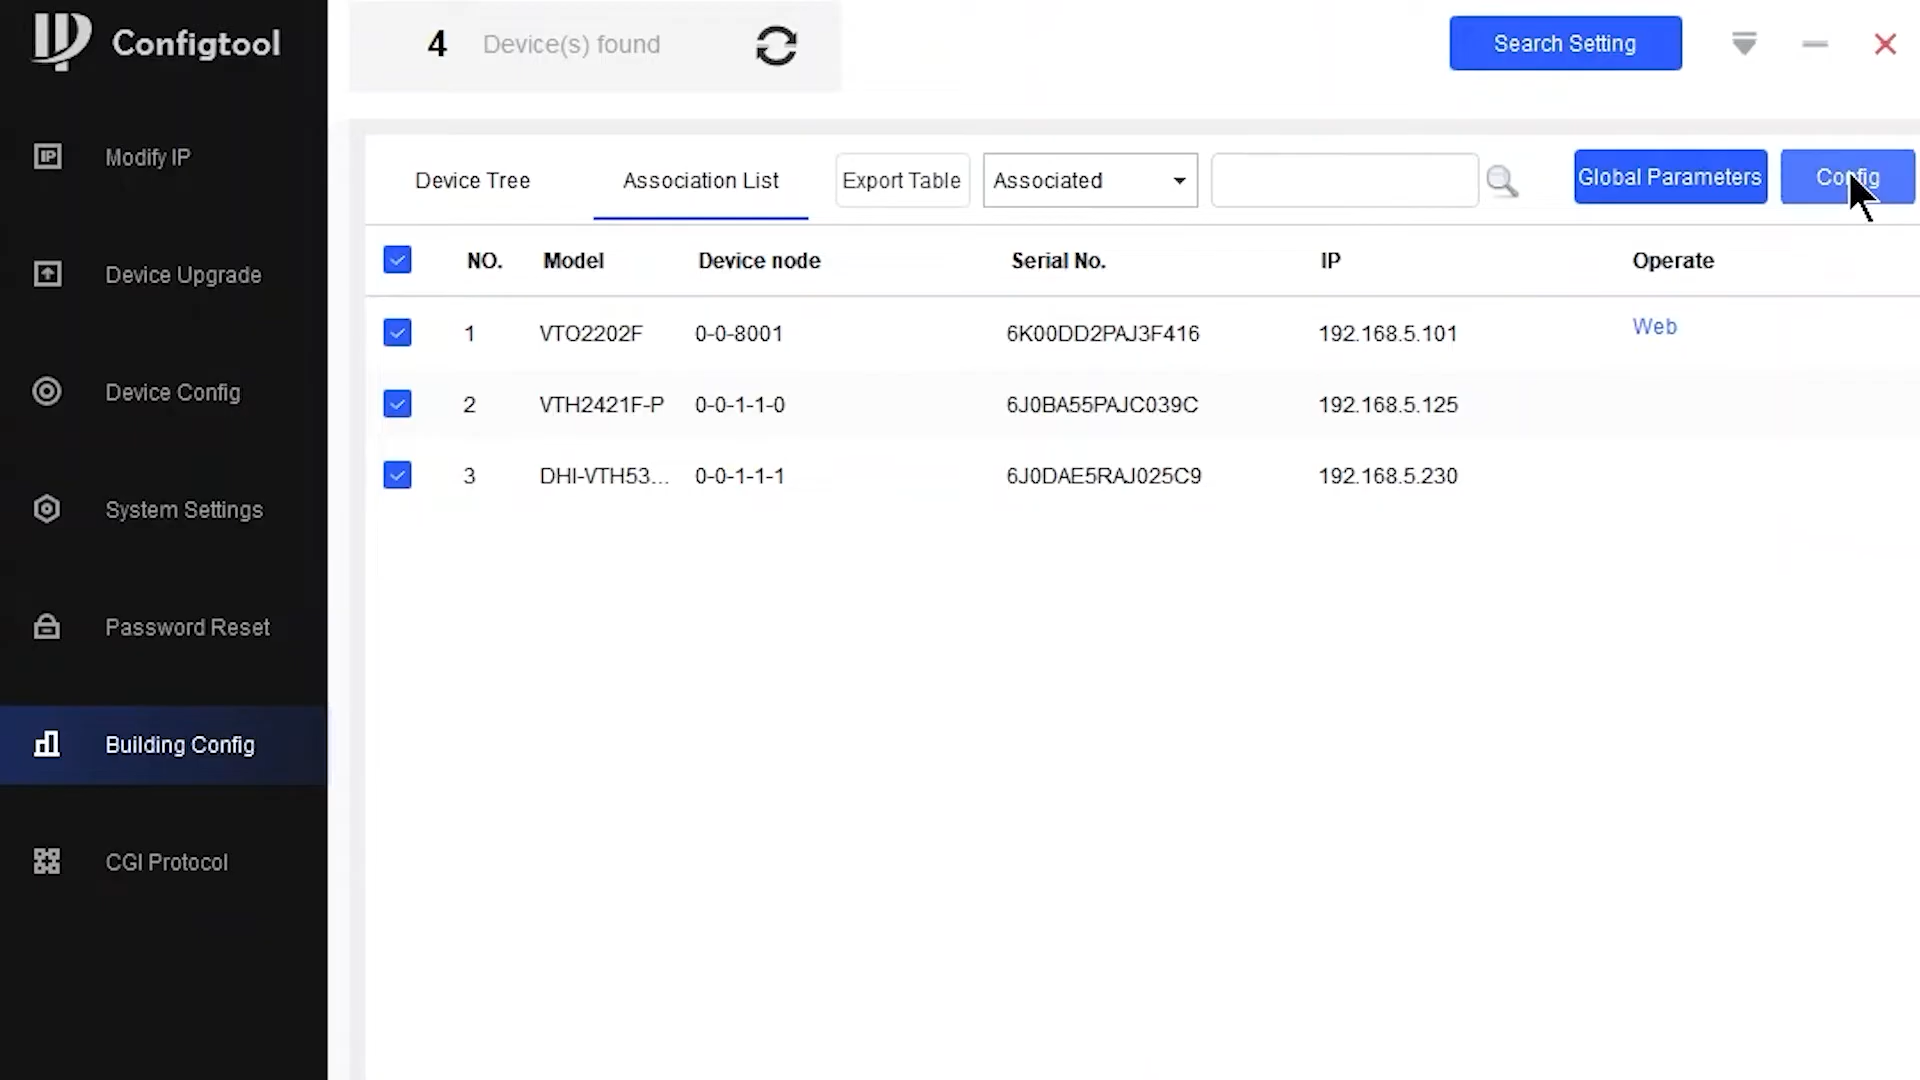 Configtool
4 Device(s) found
Search Setting
Modify IP
Device Upgrade
Device Config
System Settings
Password Reset
Building Config
CGI Protocol
Device Tree Association List Export Table Associated Global Parameters Config
NO. Model Device node Serial No. IP Operate
1 VTO2202F 0-0-8001 6K00DD2PAJ3F416 192.168.5.101 Web
2 VTH2421F-P 0-0-1-1-0 6J0BA55PAJC039C 192.168.5.125
3 DHI-VTH53... 0-0-1-1-1 6J0DAE5RAJ025C9 192.168.5.230